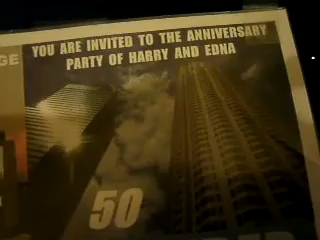 YOU ARE INVITED TO THE ANNIVERSARY
PARTY OF HARRY AND EDNA
50